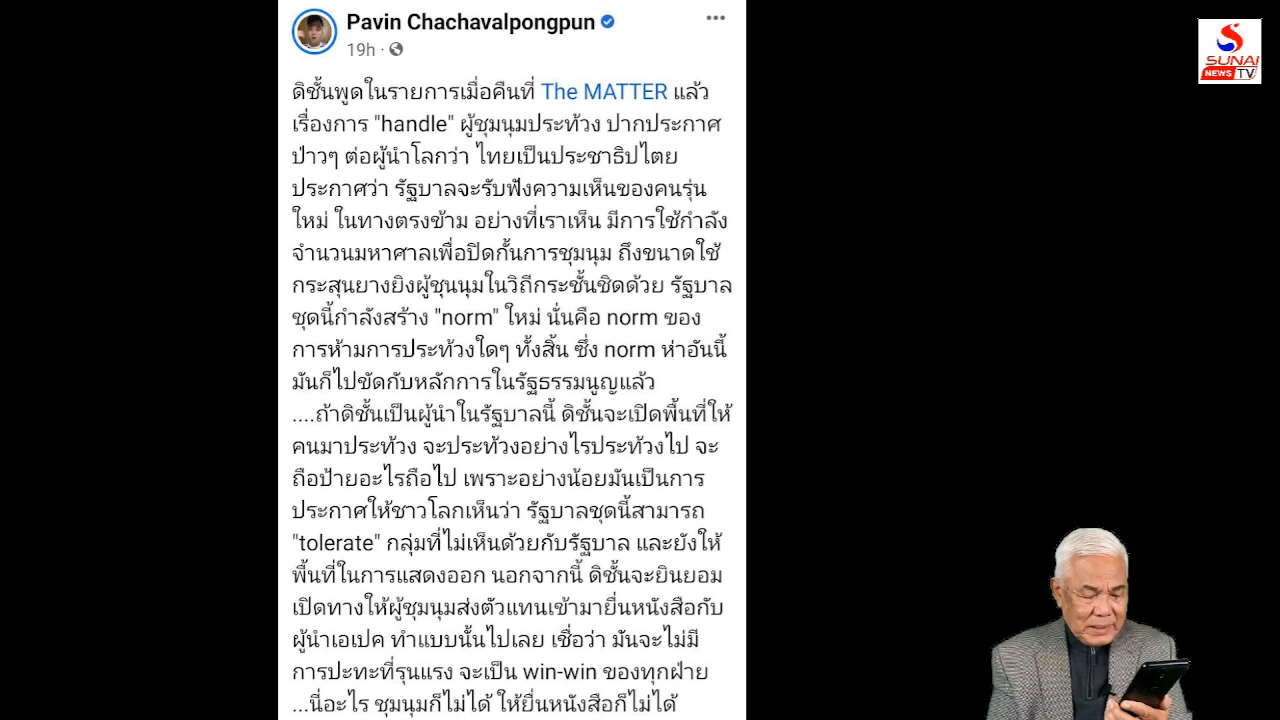 Pavin Chachavalpongpun
19h
ดิชั้นพูดในรายการเมื่อคืนที่ The MATTER แล้ว
เรื่องการ "handle" ผู้ชุมนุมประท้วง ปากประกาศ
ป่าวๆ ต่อผู้นำโลกว่า ไทยเป็นประชาธิปไตย
ประกาศว่า รัฐบาลจะรับฟังความเห็นของคนรุ่น
ใหม่ ในทางตรงข้าม อย่างที่เราเห็น มีการใช้กำลัง
จำนวนมหาศาลเพื่อปิดกั้นการชุมนุม ถึงขนาดใช้
กระสุนยางยิงผู้ชุนนุมในวิถีกระชั้นชิดด้วย รัฐบาล
ชุดนี้กำลังสร้าง "norm" ใหม่ นั่นคือ norm ของ
การห้ามการประท้วงใดๆ ทั้งสิ้น ซึ่ง norm ห่าอันนี้
มันก็ไปขัดกับหลักการในรัฐธรรมนูญแล้ว
....ถ้าดิชั้นเป็นผู้นำในรัฐบาลนี้ ดิชั้นจะเปิดพื้นที่ให้
คนมาประท้วง จะประท้วงอย่างไรประท้วงไป จะ
ถือป้ายอะไรถือไป เพราะอย่างน้อยมันเป็นการ
ประกาศให้ชาวโลกเห็นว่า รัฐบาลชุดนี้สามารถ
"tolerate" กลุ่มที่ไม่เห็นด้วยกับรัฐบาล และยังให้
พื้นที่ในการแสดงออก นอกจากนี้ ดิชั้นจะยินยอม
เปิดทางให้ผู้ชุมนุมส่งตัวแทนเข้ามายื่นหนังสือกับ
ผู้นำเอเปค ทำแบบนั้นไปเลย เชื่อว่า มันจะไม่มี
การปะทะที่รุนแรง จะเป็น win-win ของทุกฝ่าย
...นี่อะไร ชุมนุมก็ไม่ได้ ให้ยื่นหนังสือก็ไม่ได้
SUNAI
NEWS TV